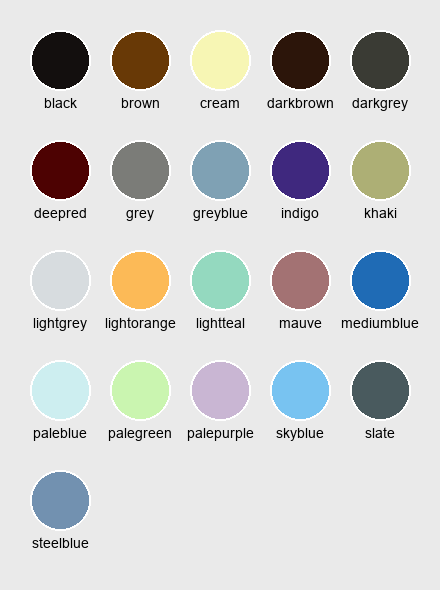 black brown cream darkbrown darkgrey
deepred grey greyblue indigo khaki
lightgrey lightorange lightteal mauve mediumblue
paleblue palegreen palepurple skyblue slate
steelblue